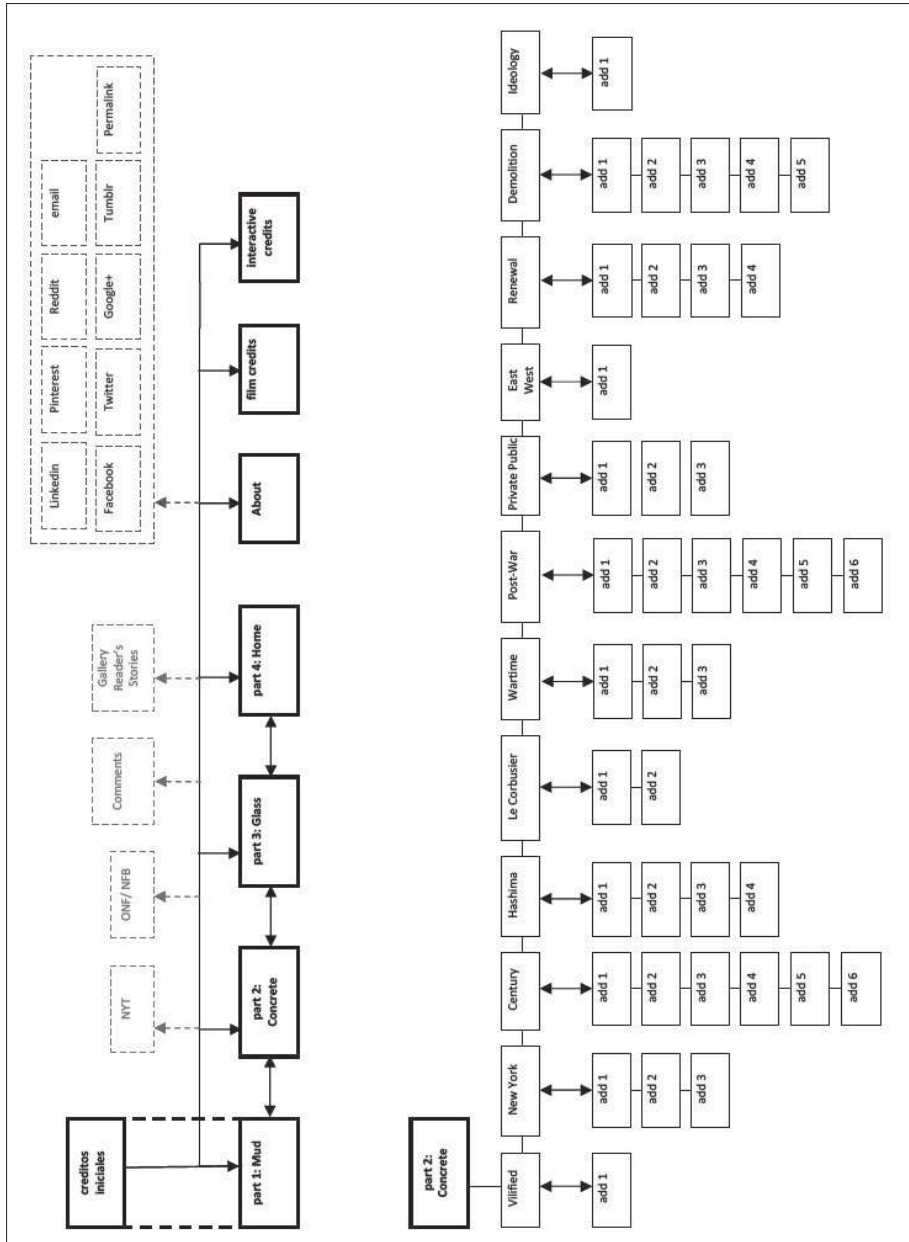 creditos
iniciales
NYT
ONF/ NFB
Comments
Gallery
Reader's
Stories
Linkedin
Pinterest
Reddit
email
Facebook
Twitter
Google+
Tumblr
Permalink
part 1: Mud
part 2:
Concrete
part 3: Glass
part 4: Home
About
film credits
interactive
credits
part 2:
Concrete
Vilified
New York
Century
Hashima
Le Corbusier
Wartime
Post-War
Private Public
East
West
Renewal
Demolition
Ideology
add 1
add 1
add 2
add 3
add 1
add 2
add 3
add 4
add 5
add 6
add 1
add 2
add 3
add 4
add 1
add 2
add 1
add 2
add 3
add 1
add 2
add 3
add 4
add 5
add 6
add 1
add 2
add 3
add 1
add 1
add 2
add 3
add 4
add 1
add 2
add 3
add 4
add 5
add 1